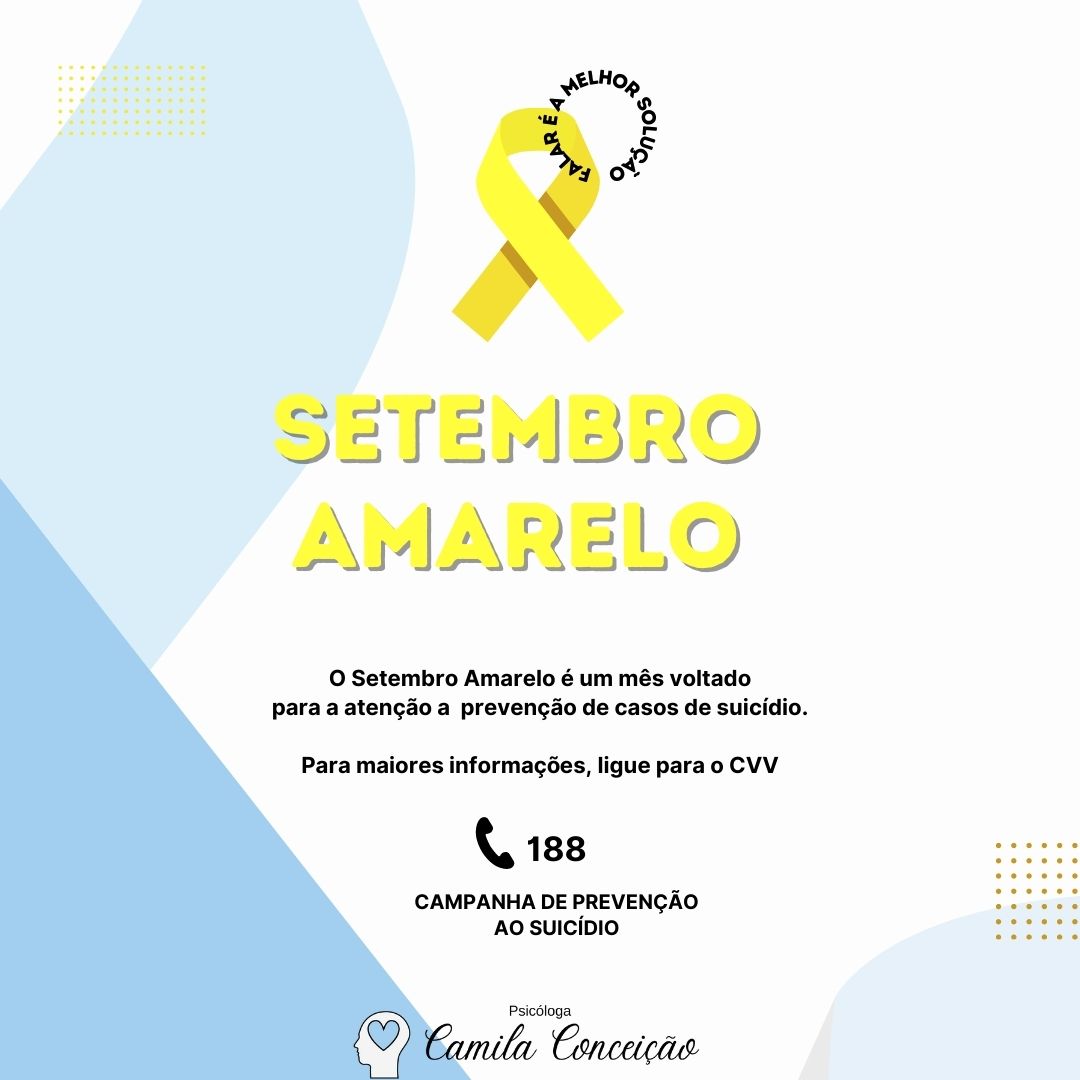 FALAR É A MELHOR SOLUÇÃO
SETEMBRO
AMARELO
O Setembro Amarelo é um mês voltado
para a atenção a  prevenção de casos de suicídio.
Para maiores informações, ligue para o CVV
188
CAMPANHA DE PREVENÇÃO
AO SUICÍDIO
Psicóloga
Camila Conceição